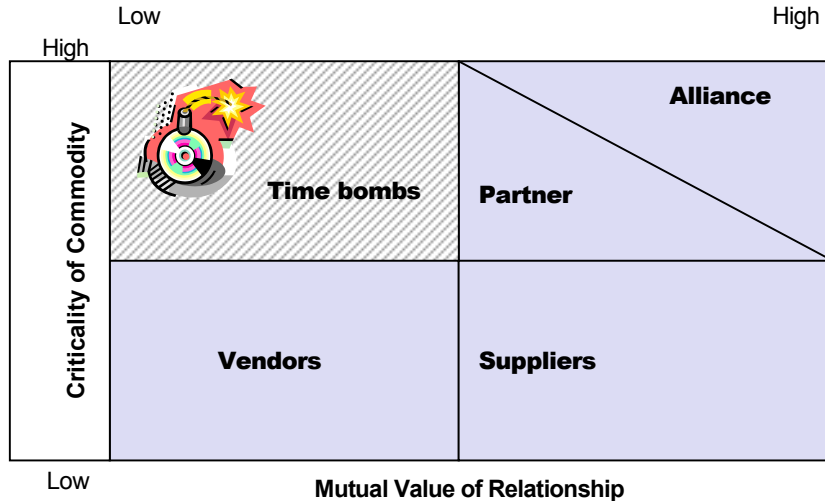 Low
High
High
Alliance
Time bombs
Partner
Criticality of Commodity
Vendors
Suppliers
Low
Mutual Value of Relationship